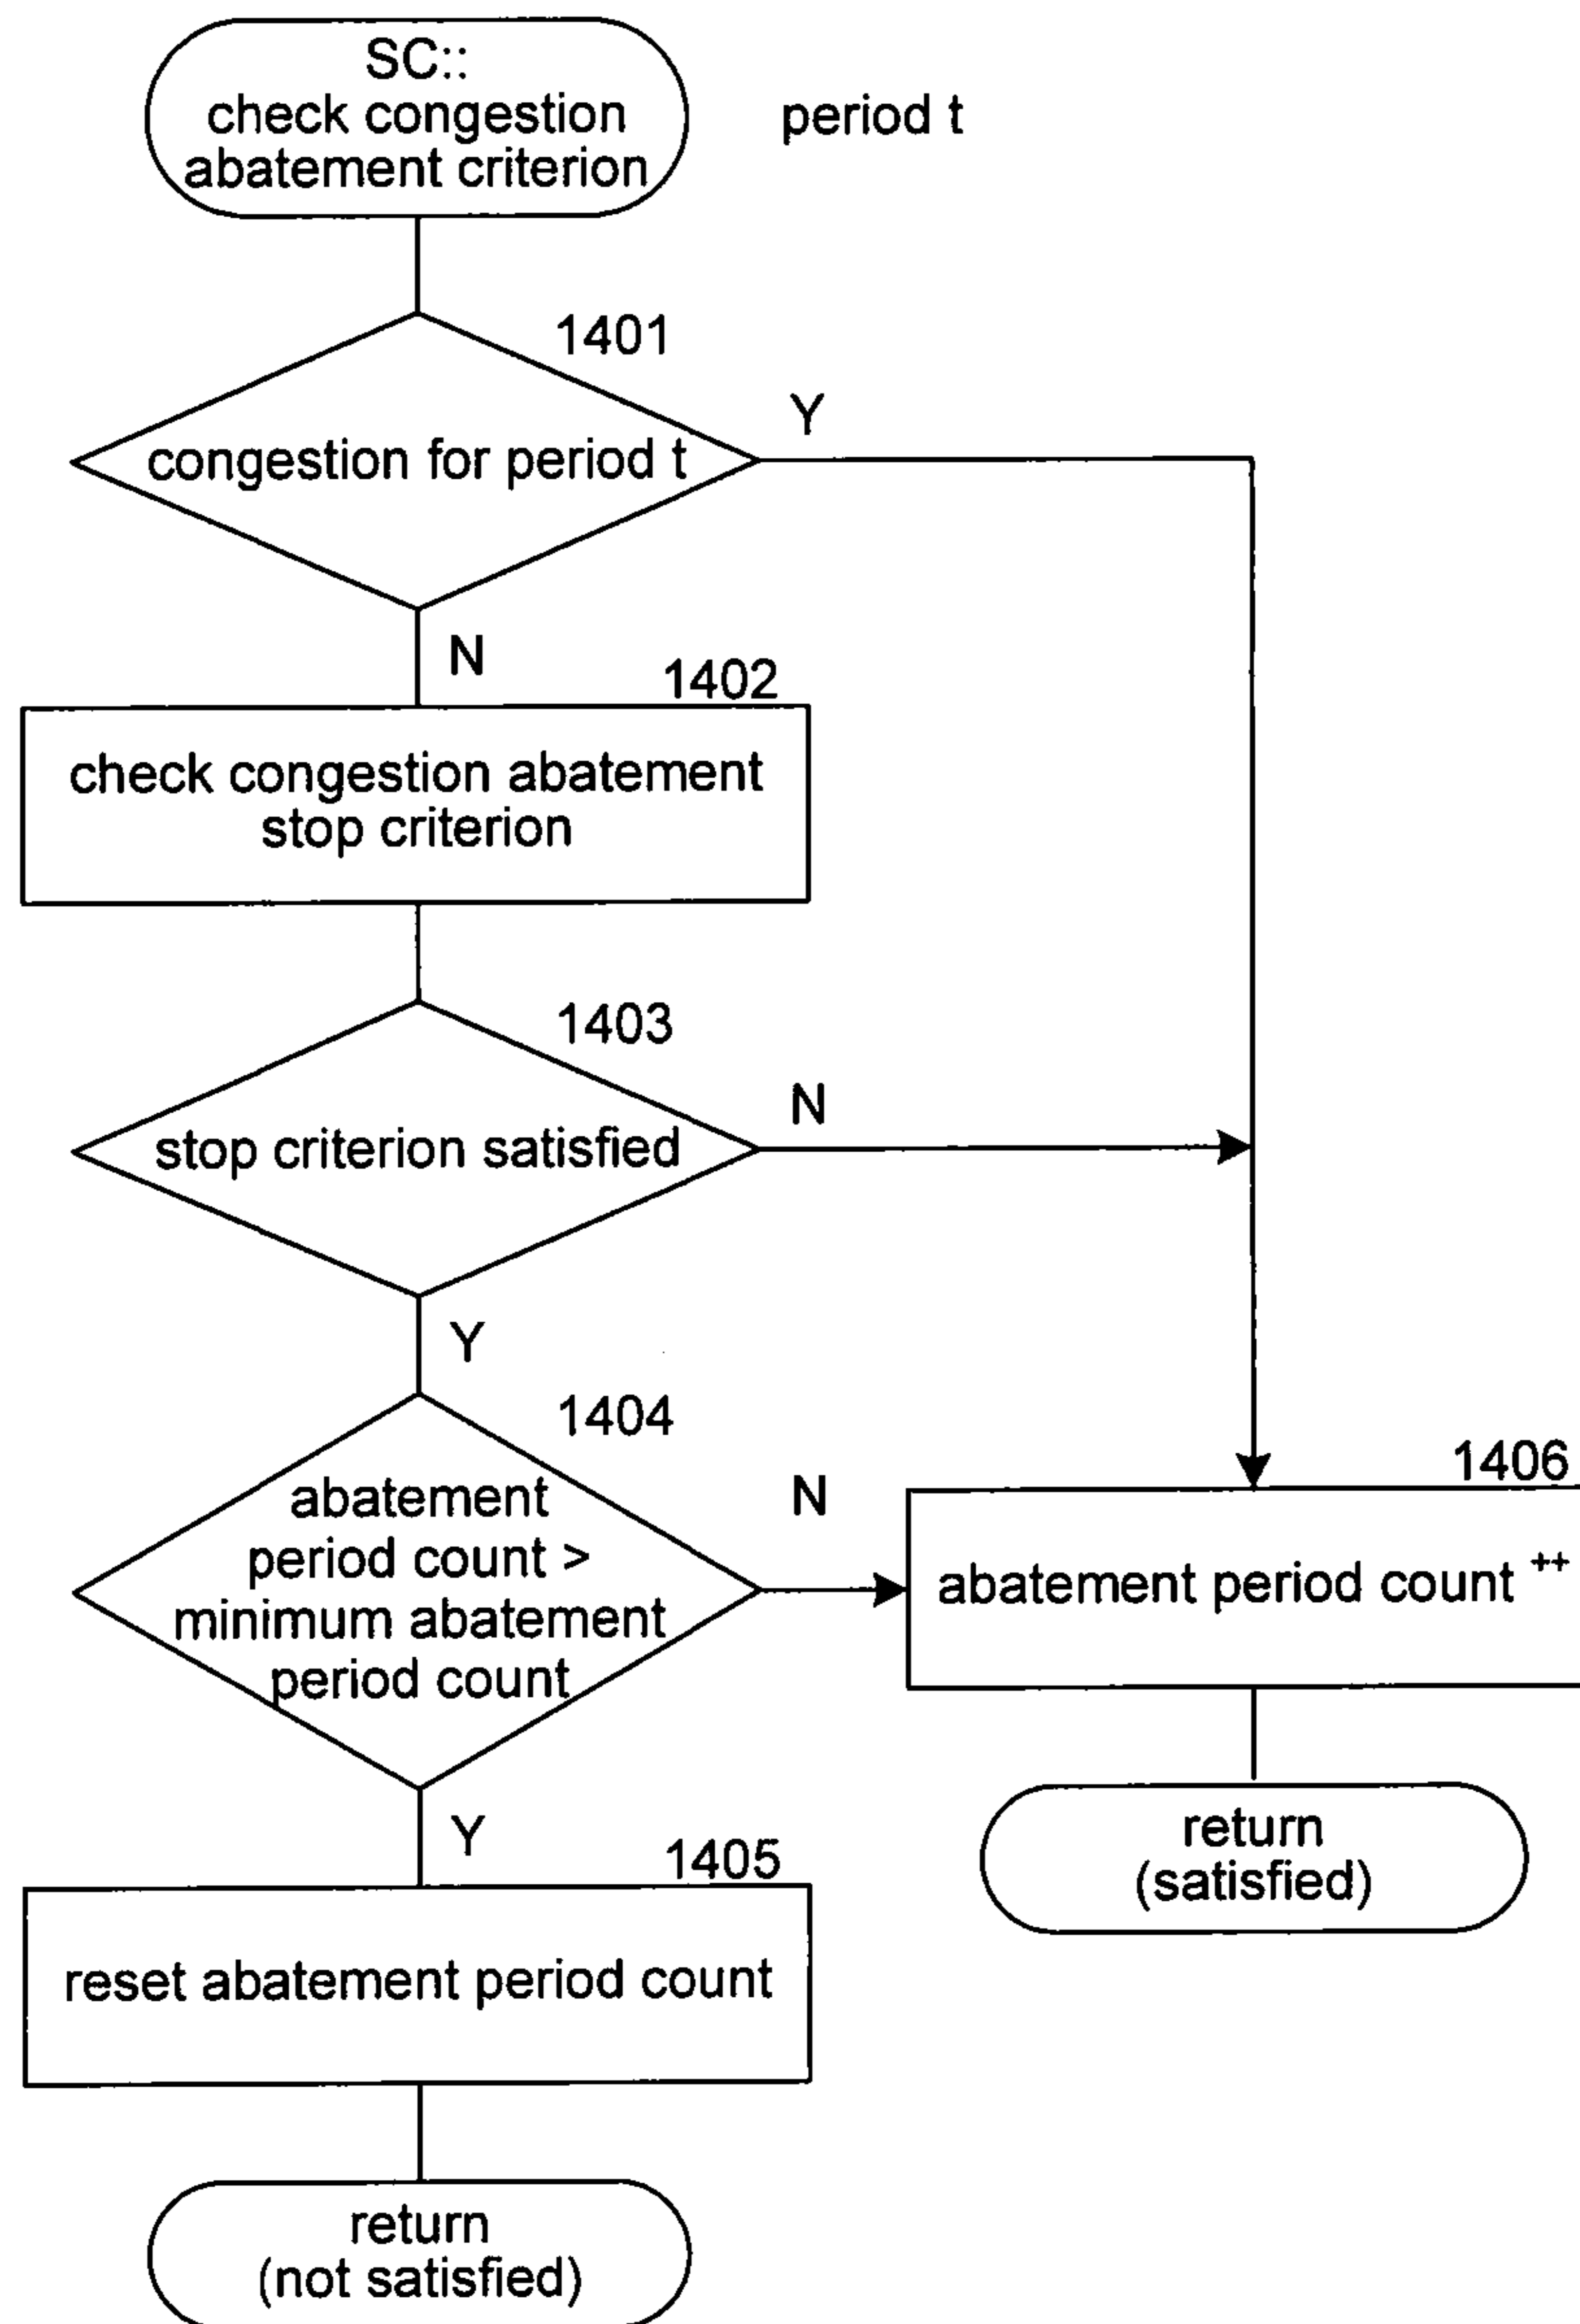 SC::
check congestion
abatement criterion
period t
1401
congestion for period t
Y
N
1402
check congestion abatement
stop criterion
1403
stop criterion satisfied
N
Y
1404
abatement
period count >
minimum abatement
period count
N
1406
abatement period count ++
Y
return
(satisfied)
1405
reset abatement period count
return
(not satisfied)